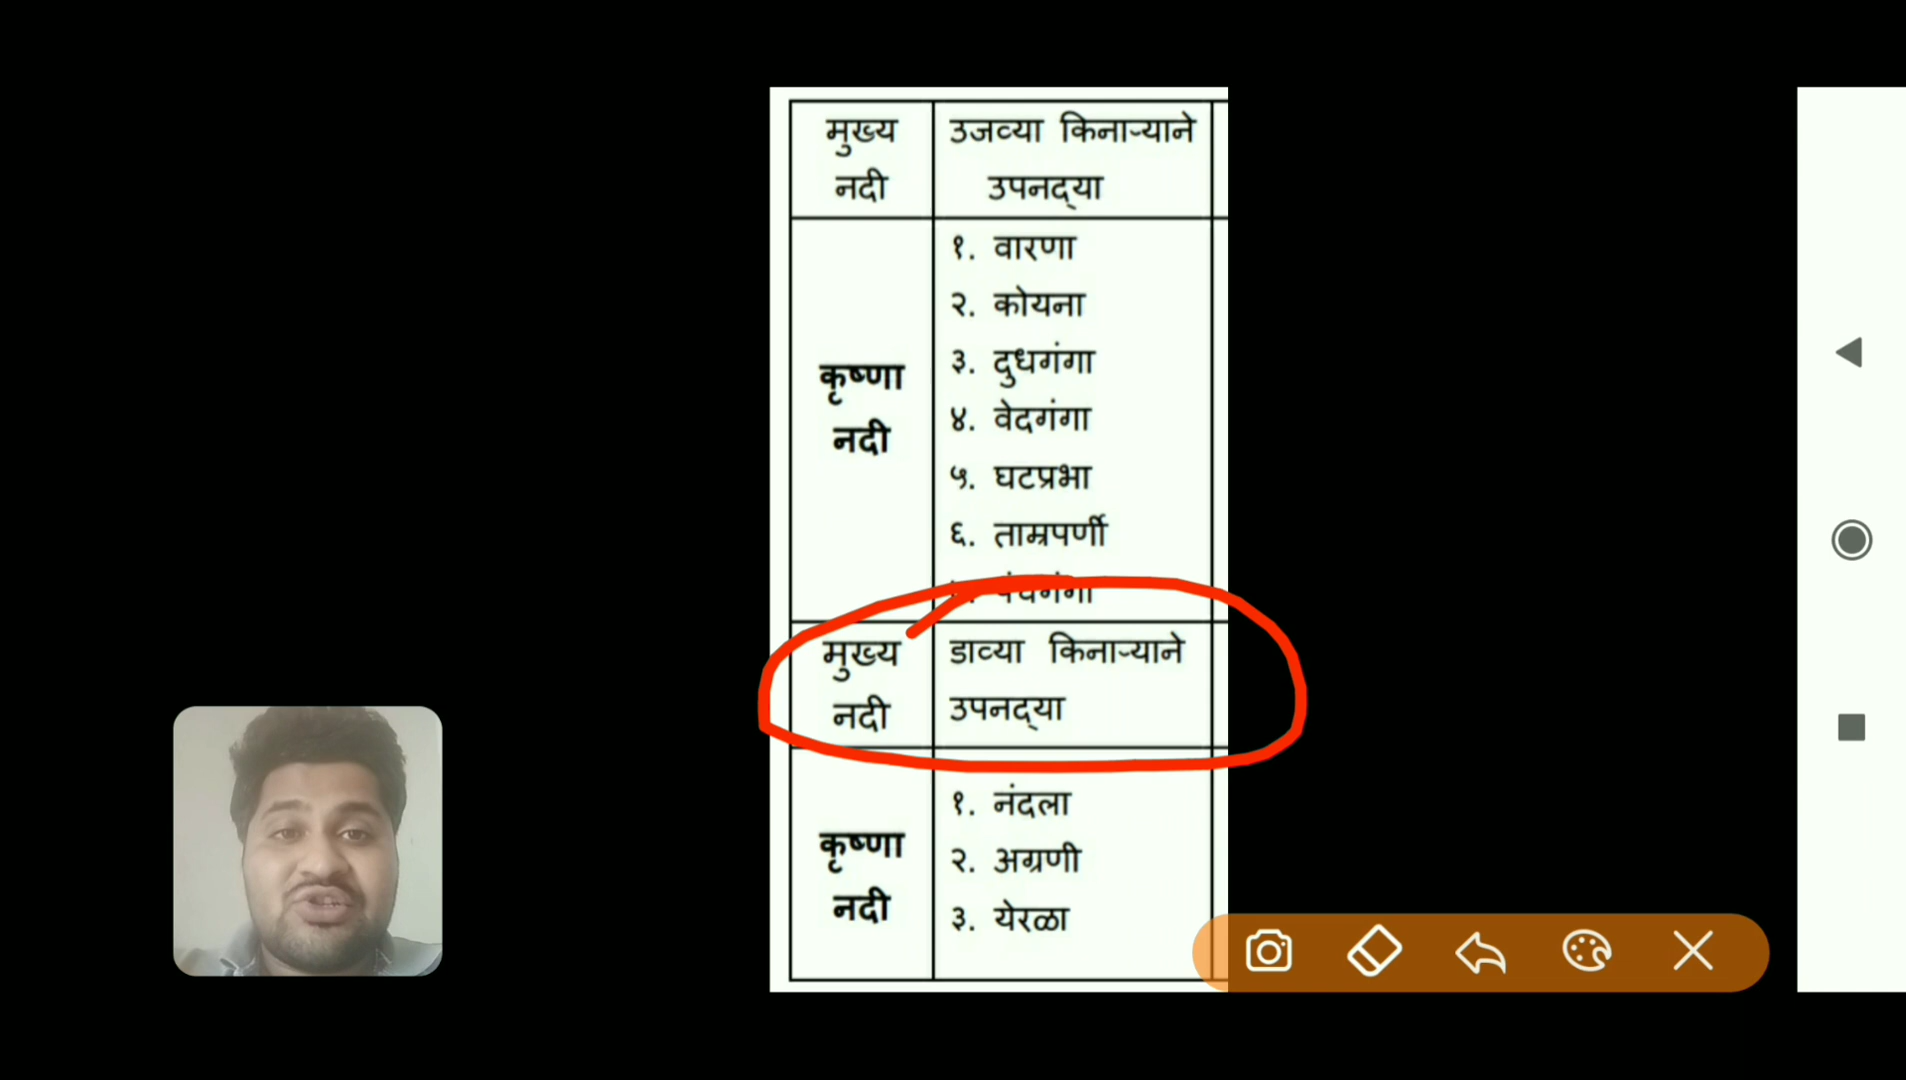 मुख्य
नदी
उजव्या किनाऱ्याने
उपनद्या
कृष्णा
नदी
१. वारणा
२. कोयना
३. दुधगंगा
४. वेदगंगा
५. घटप्रभा
६. ताम्रपर्णी
पंचगंगा
मुख्य
नदी
डाव्या किनाऱ्याने
उपनद्या
कृष्णा
नदी
१. नंदला
२. अग्रणी
३. येरळा